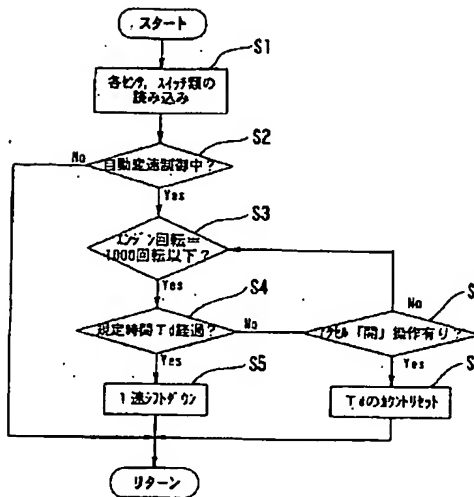 スタート
S1
各センサ,スイッチ類の
読み込み
S2
No
自動変速制御中?
Yes
S3
エンジン回転=
1000回転以下?
Yes
No
S4
規定時間Td経過?
No
アクセル「開」操作有り?
S
Yes
S5
Yes
S
1速シフトダウン
Tdのカウントリセット
リターン